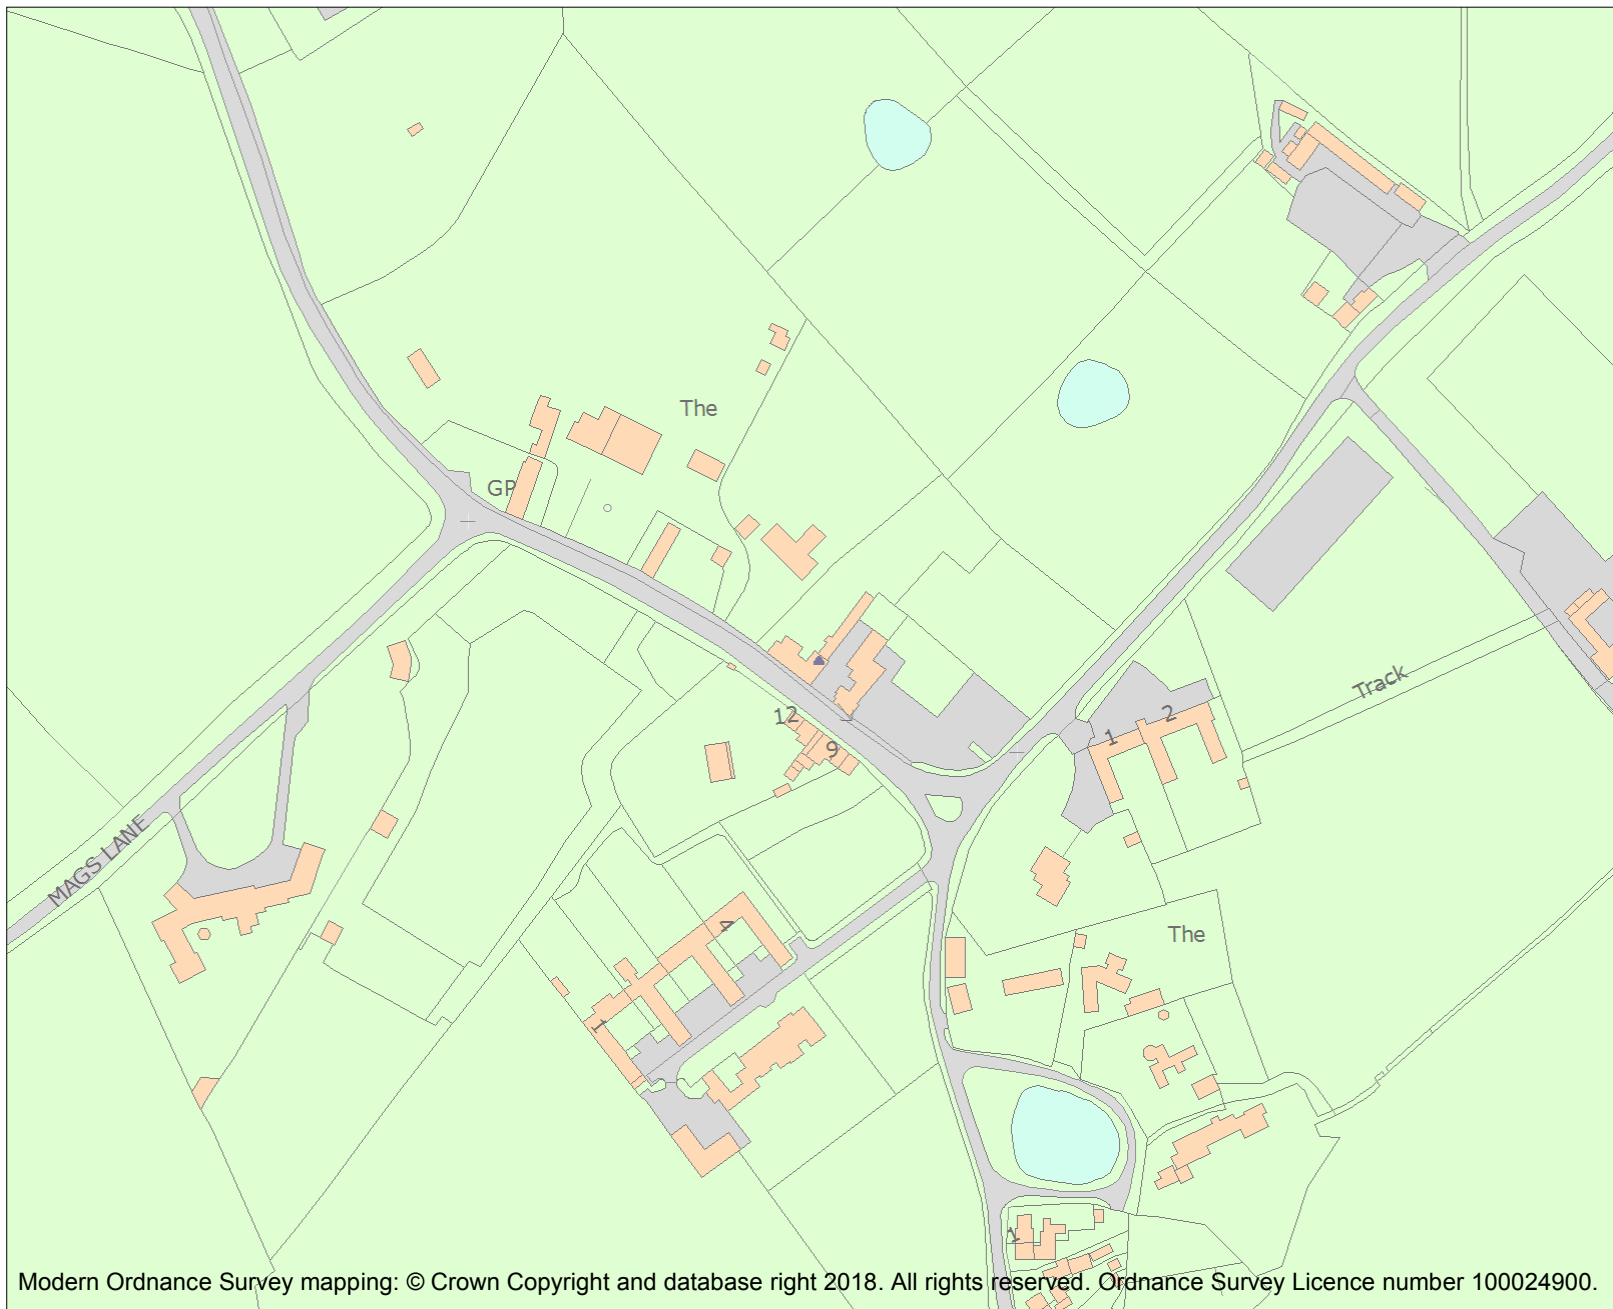 The
GP
12
9
Track
2
1
MAGS LANE
4
The
1
1
Modern Ordnance Survey mapping: © Crown Copyright and database right 2018. All rights reserved. Ordnance Survey Licence number 100024900.